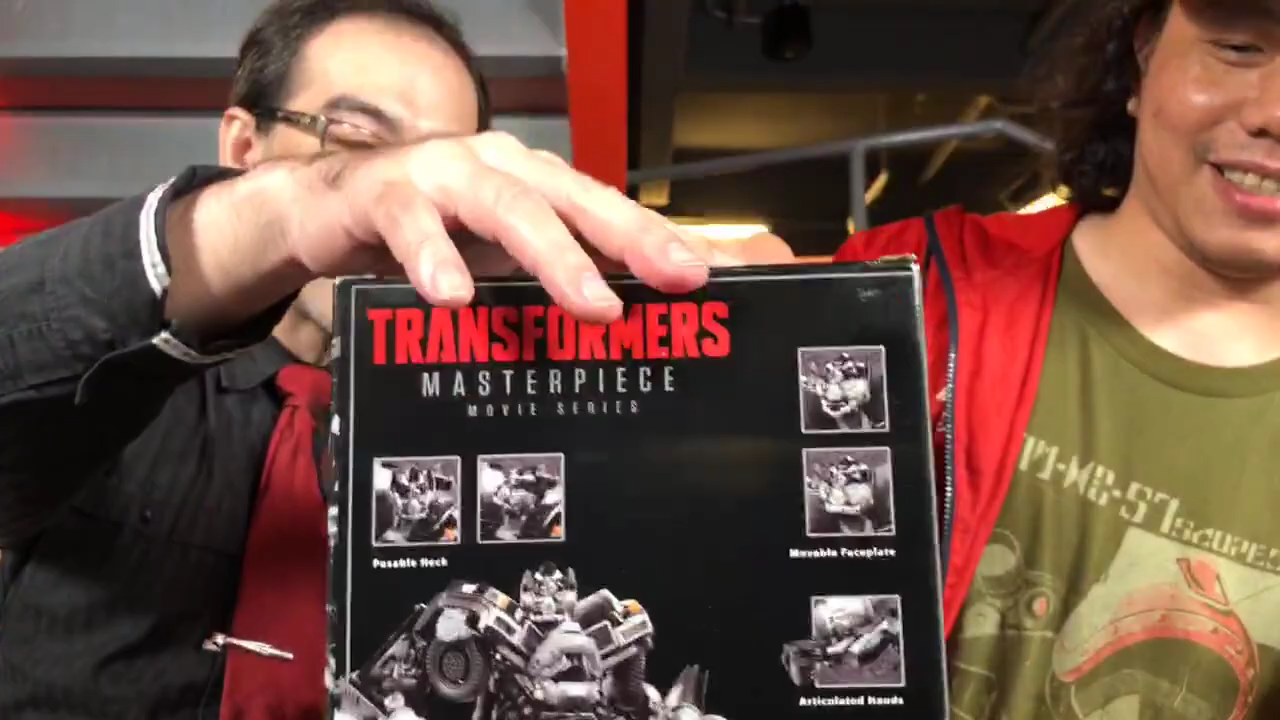 TRANSFORMERS
MASTERPIECE
MOVIE SERIES
Posable Neck
Movable Faceplate
Articulated Hands